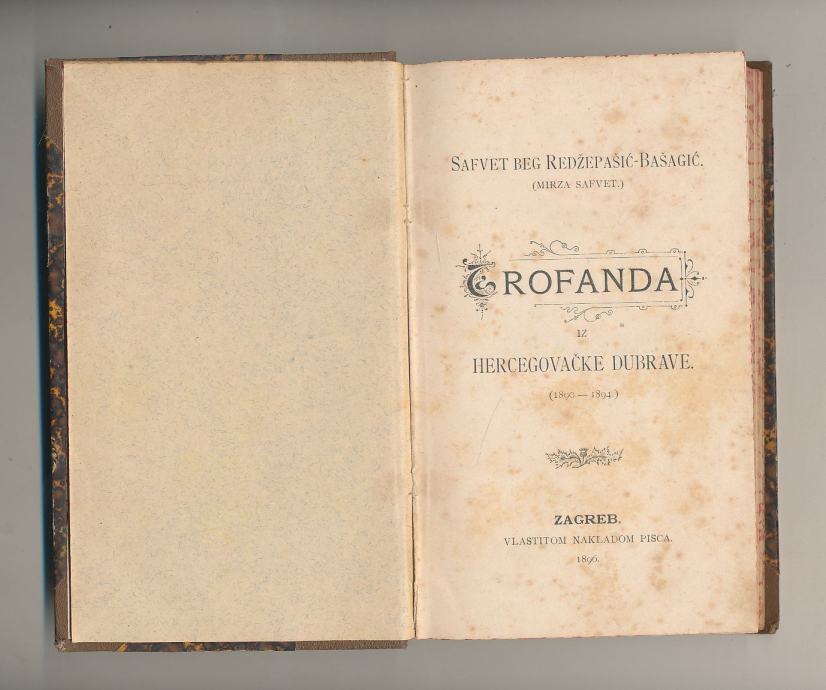 SAFVET BEG REDŽEPAŠIĆ-BAŠAGIĆ.
(MIRZA SAFVET.)
TROFANDA
IZ
HERCEGOVAČKE DUBRAVE.
(1890 — 1894.)
ZAGREB.
VLASTITOM NAKLADOM PISCA.
1896.